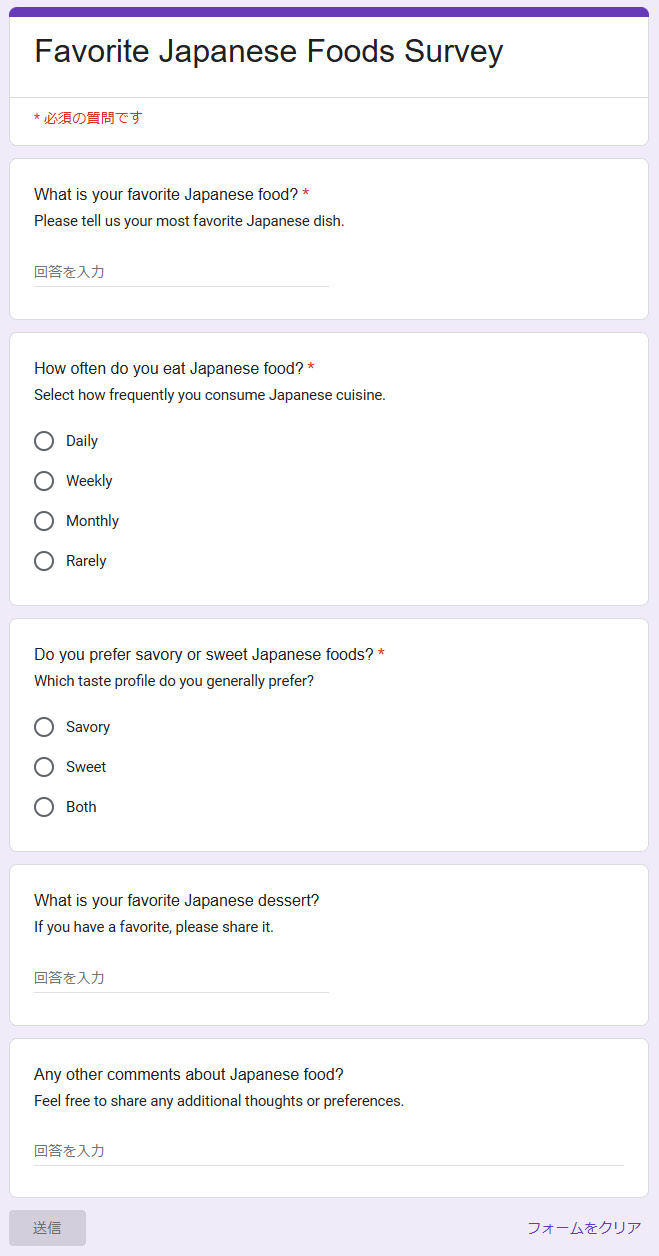 Favorite Japanese Foods Survey
* 必須の質問です
What is your favorite Japanese food? *
Please tell us your most favorite Japanese dish.
回答を入力
How often do you eat Japanese food? *
Select how frequently you consume Japanese cuisine.
Daily
Weekly
Monthly
Rarely
Do you prefer savory or sweet Japanese foods? *
Which taste profile do you generally prefer?
Savory
Sweet
Both
What is your favorite Japanese dessert?
If you have a favorite, please share it.
回答を入力
Any other comments about Japanese food?
Feel free to share any additional thoughts or preferences.
回答を入力
送信
フォームをクリア